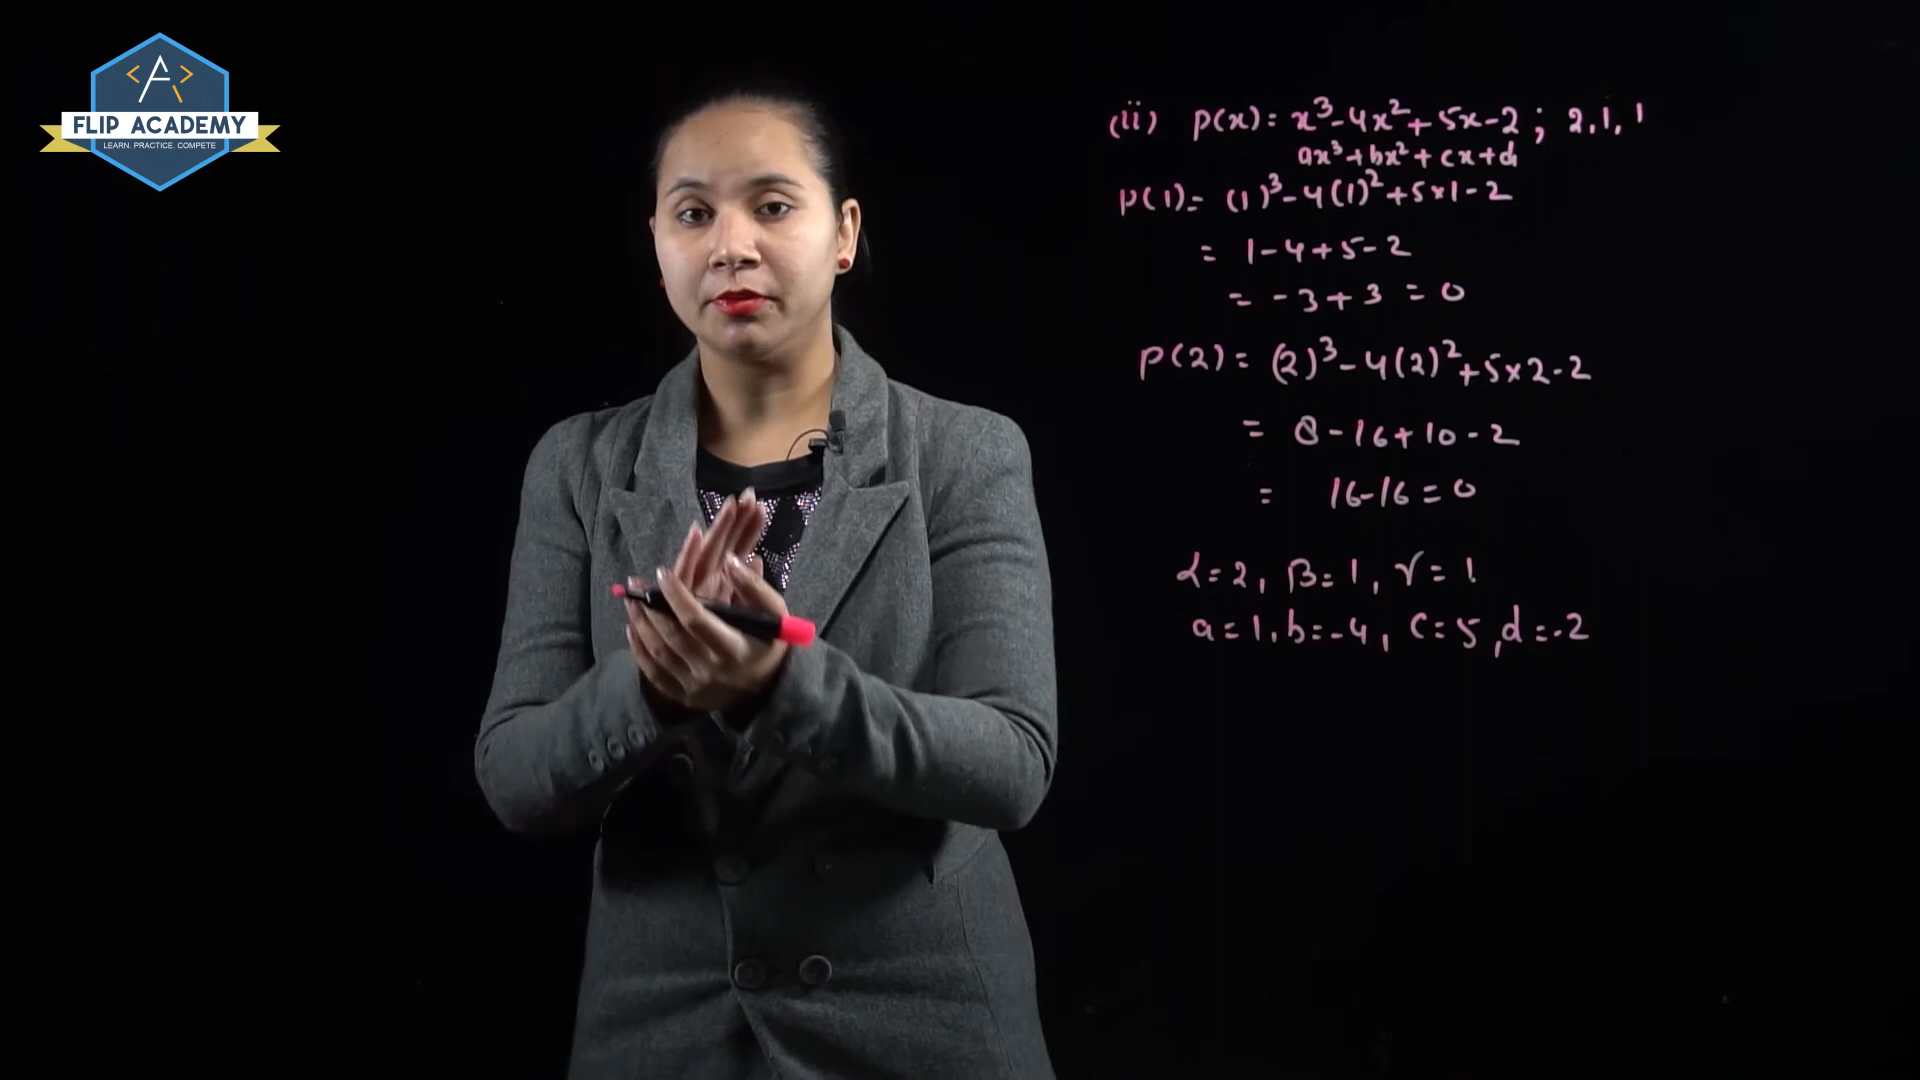 FLIP ACADEMY
LEARN. PRACTICE. COMPETE
(ii) p(x) = x³-4x²+5x-2 ; 2,1,1
ax³+bx²+cx+d
p(1) = (1)³-4(1)²+5×1-2
= 1-4+5-2
= -3+3 = 0
p(2) = (2)³-4(2)²+5×2-2
= 8-16+10-2
= 16-16=0
α=2, β=1, γ=1
a=1, b=-4, c=5, d=-2